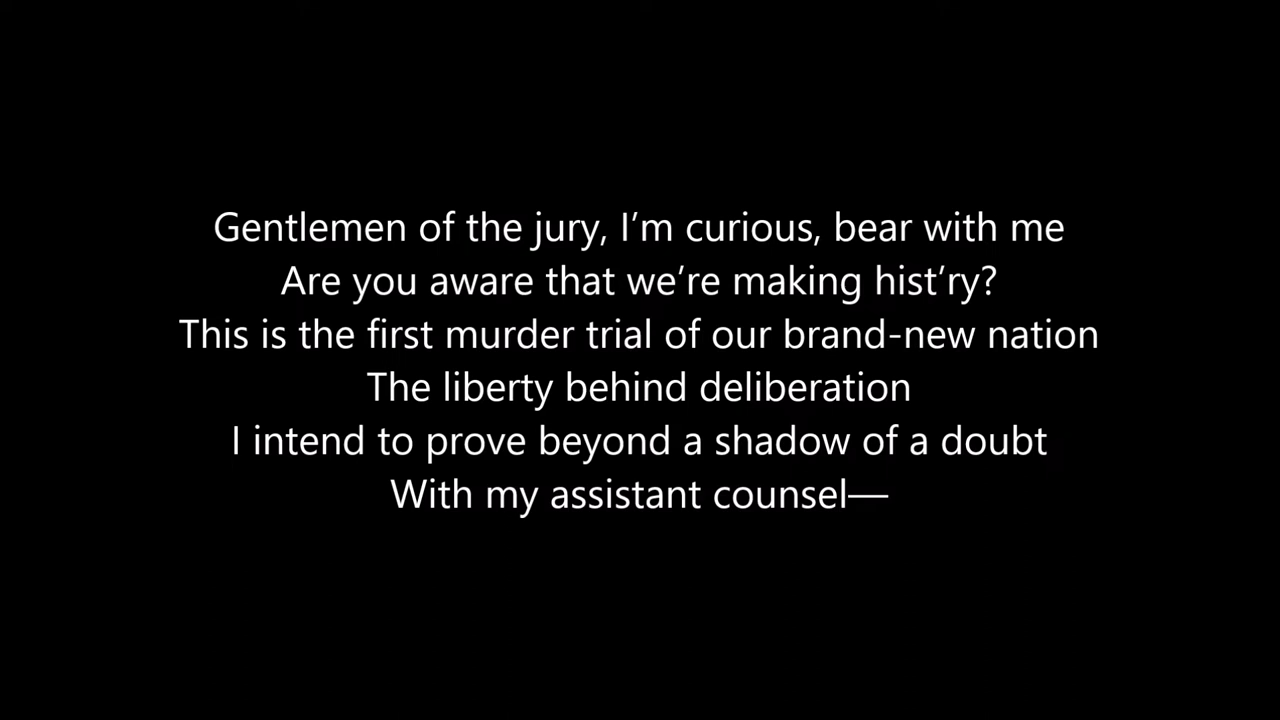 Gentlemen of the jury, I’m curious, bear with me
Are you aware that we’re making hist’ry?
This is the first murder trial of our brand-new nation
The liberty behind deliberation
I intend to prove beyond a shadow of a doubt
With my assistant counsel—